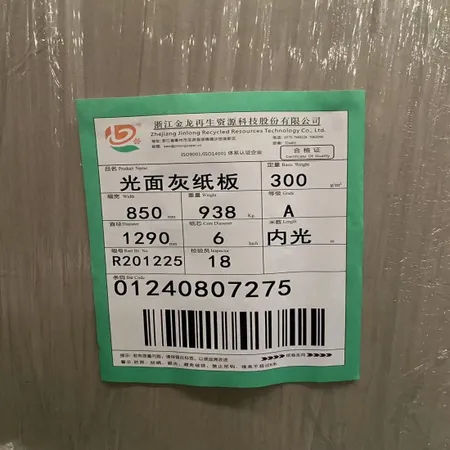 浙江金龙再生资源科技股份有限公司
Zhejiang Jinlong Recycled Resources Technology Co., Ltd.
ISO9001/ISO14001 体系认证企业
合格证
Certificate Of Quality
品名 Product Name 定量 Basic Weight
光面灰纸板 300 g/m²
幅宽 Width 重量 Weight 等级 Grade
850 mm 938 Kg A
直径 Diameter 纸芯 Core Diameter 米数 Length
1290 mm 6 Inch 内光 m
辊号 Reel No 检验员 Inspector
R201225 18
条码 Bar Code
01240807275